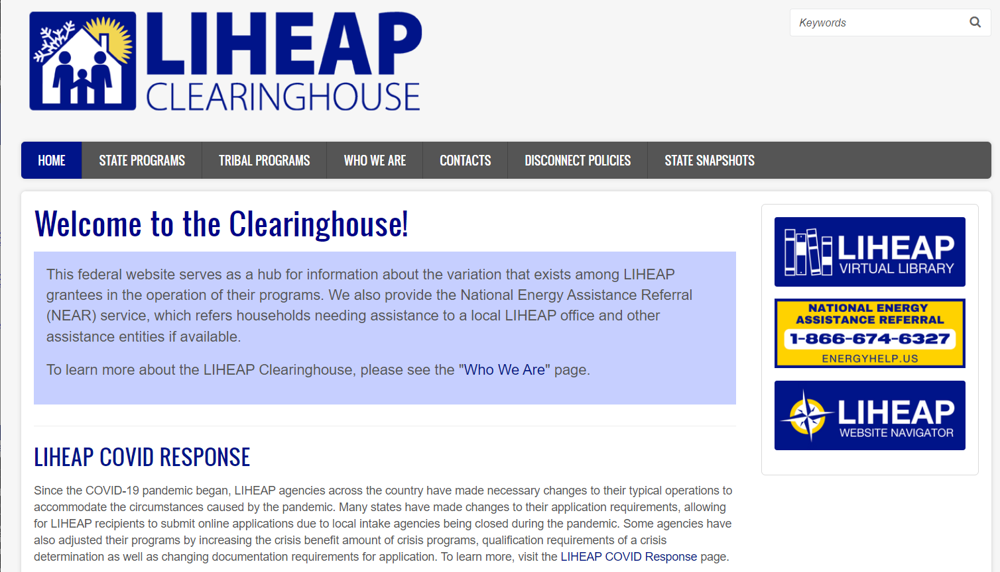 LIHEAP
CLEARINGHOUSE
Keywords
HOME STATE PROGRAMS TRIBAL PROGRAMS WHO WE ARE CONTACTS DISCONNECT POLICIES STATE SNAPSHOTS
Welcome to the Clearinghouse!
This federal website serves as a hub for information about the variation that exists among LIHEAP
grantees in the operation of their programs. We also provide the National Energy Assistance Referral
(NEAR) service, which refers households needing assistance to a local LIHEAP office and other
assistance entities if available.
To learn more about the LIHEAP Clearinghouse, please see the "Who We Are" page.
LIHEAP COVID RESPONSE
Since the COVID-19 pandemic began, LIHEAP agencies across the country have made necessary changes to their typical operations to
accommodate the circumstances caused by the pandemic. Many states have made changes to their application requirements, allowing
for LIHEAP recipients to submit online applications due to local intake agencies being closed during the pandemic. Some agencies have
also adjusted their programs by increasing the crisis benefit amount of crisis programs, qualification requirements of a crisis
determination as well as changing documentation requirements for application. To learn more, visit the LIHEAP COVID Response page.
LIHEAP
VIRTUAL LIBRARY
NATIONAL ENERGY
ASSISTANCE REFERRAL
1-866-674-6327
ENERGYHELP.US
LIHEAP
WEBSITE NAVIGATOR